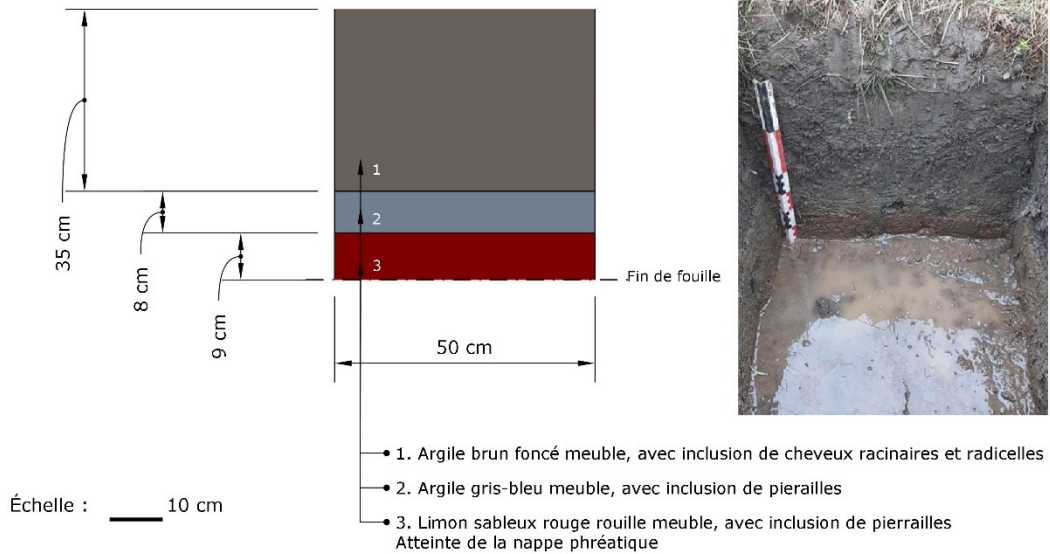 35 cm
8 cm
9 cm
1
2
3
Fin de fouille
50 cm
1. Argile brun foncé meuble, avec inclusion de cheveux racinaires et radicelles
2. Argile gris-bleu meuble, avec inclusion de pierailles
3. Limon sableux rouge rouille meuble, avec inclusion de pierrailles
Atteinte de la nappe phréatique
Échelle : 10 cm